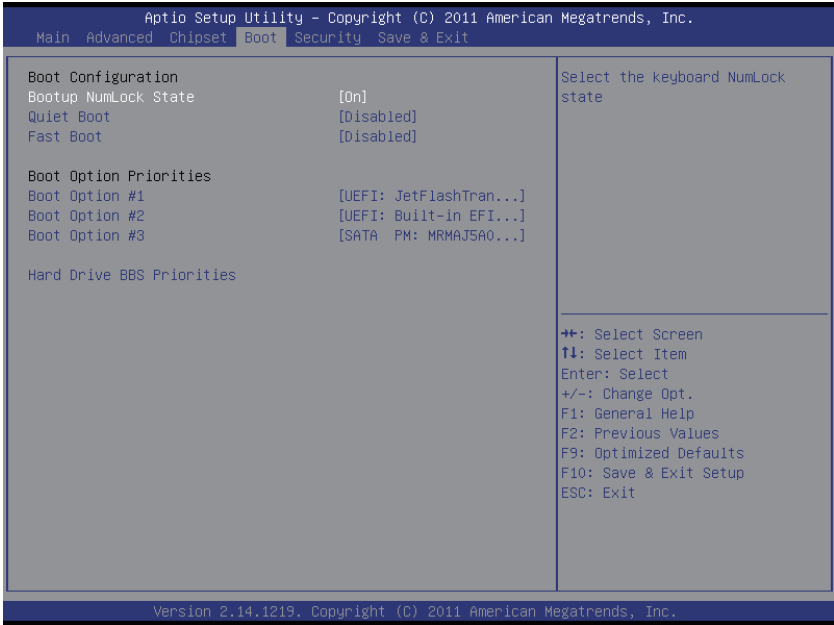 Aptio Setup Utility – Copyright (C) 2011 American Megatrends, Inc.
Main Advanced Chipset Boot Security Save & Exit
Boot Configuration
Bootup NumLock State [On]
Quiet Boot [Disabled]
Fast Boot [Disabled]
Boot Option Priorities
Boot Option #1 [UEFI: JetFlashTran...]
Boot Option #2 [UEFI: Built-in EFI...]
Boot Option #3 [SATA PM: MRMAJ5A0...]
Hard Drive BBS Priorities
Select the keyboard NumLock
state
→←: Select Screen
↑↓: Select Item
Enter: Select
+/-: Change Opt.
F1: General Help
F2: Previous Values
F9: Optimized Defaults
F10: Save & Exit Setup
ESC: Exit
Version 2.14.1219. Copyright (C) 2011 American Megatrends, Inc.